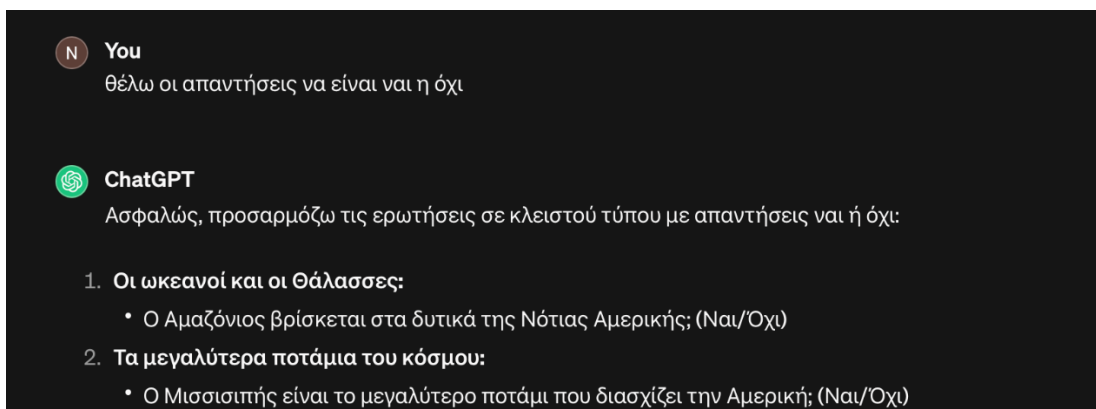 N You
θέλω οι απαντήσεις να είναι ναι η όχι
ChatGPT
Ασφαλώς, προσαρμόζω τις ερωτήσεις σε κλειστού τύπου με απαντήσεις ναι ή όχι:
1. Οι ωκεανοί και οι Θάλασσες:
• Ο Αμαζόνιος βρίσκεται στα δυτικά της Νότιας Αμερικής; (Ναι/Όχι)
2. Τα μεγαλύτερα ποτάμια του κόσμου:
• Ο Μισσισιπής είναι το μεγαλύτερο ποτάμι που διασχίζει την Αμερική; (Ναι/Όχι)